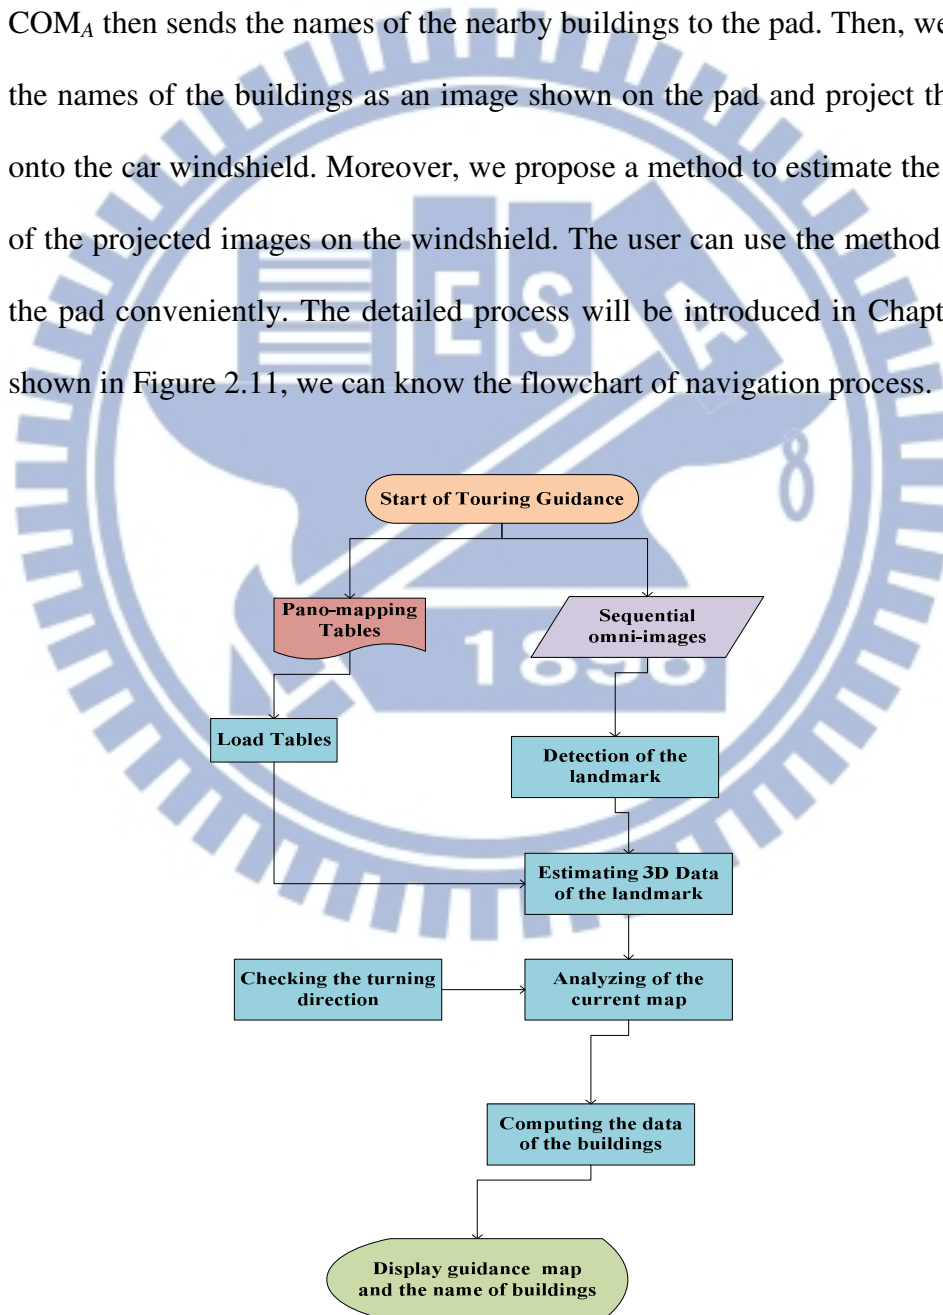 COMA then sends the names of the nearby buildings to the pad. Then, we
the names of the buildings as an image shown on the pad and project th
onto the car windshield. Moreover, we propose a method to estimate the
of the projected images on the windshield. The user can use the method
the pad conveniently. The detailed process will be introduced in Chapt
shown in Figure 2.11, we can know the flowchart of navigation process.
ESA
8
1896
Start of Touring Guidance
Pano-mapping
Tables
Sequential
omni-images
Load Tables
Detection of the
landmark
Estimating 3D Data
of the landmark
Checking the turning
direction
Analyzing of the
current map
Computing the data
of the buildings
Display guidance map
and the name of buildings